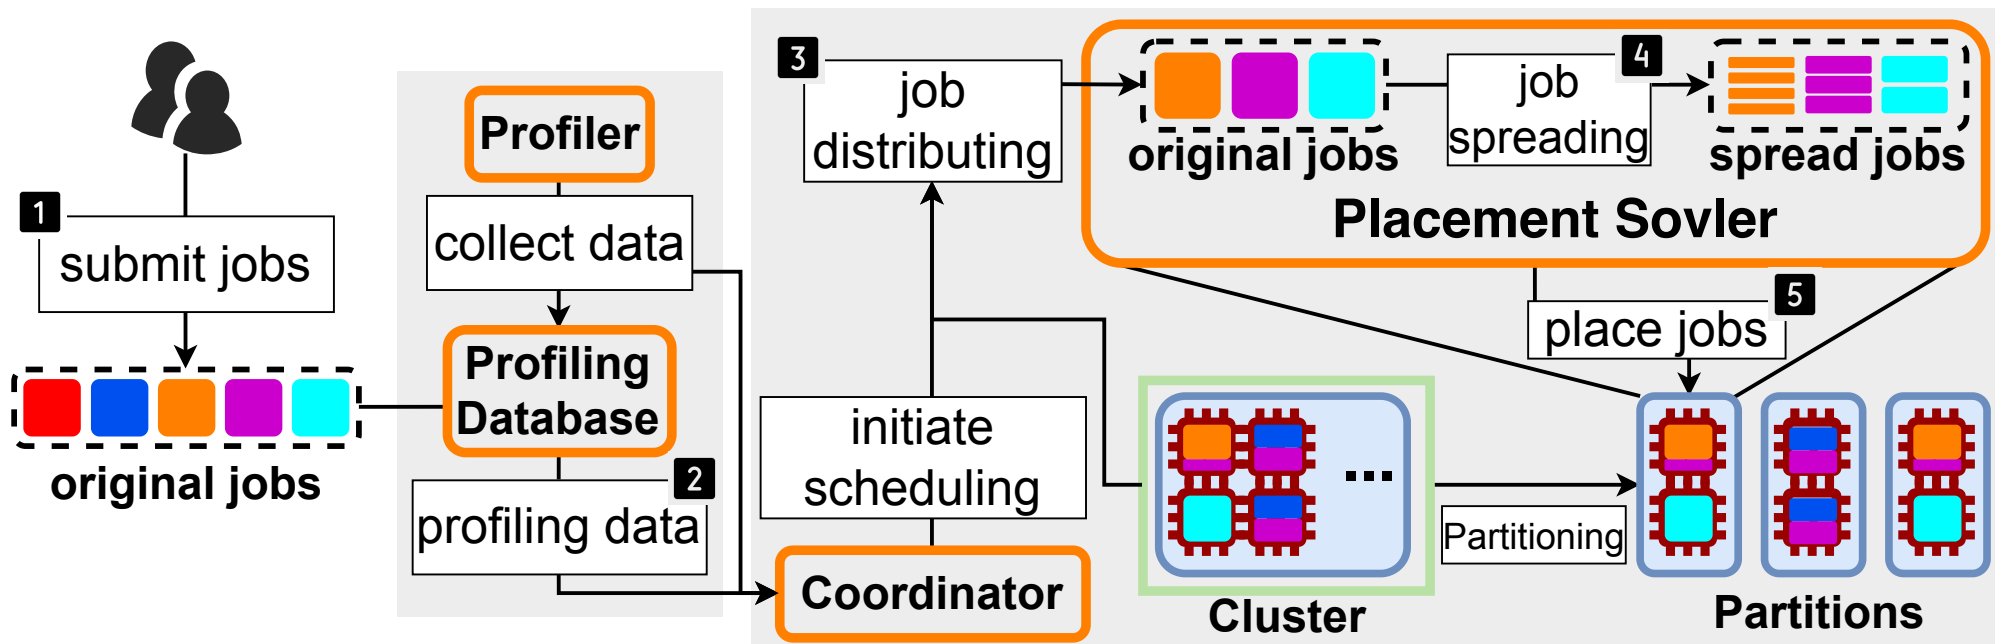 1
submit jobs
original jobs
Profiler
collect data
Profiling
Database
2
profiling data
3
job
distributing
initiate
scheduling
Coordinator
original jobs
4
job
spreading
spread jobs
Placement Sovler
5
place jobs
...
Cluster
Partitioning
Partitions